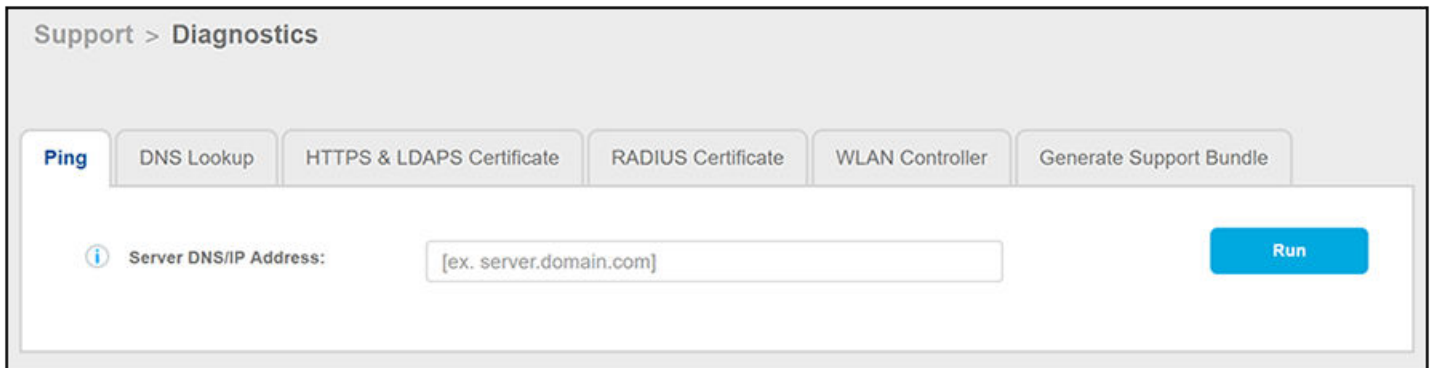 Support > Diagnostics
Ping DNS Lookup HTTPS & LDAPS Certificate RADIUS Certificate WLAN Controller Generate Support Bundle
i Server DNS/IP Address: [ex. server.domain.com] Run